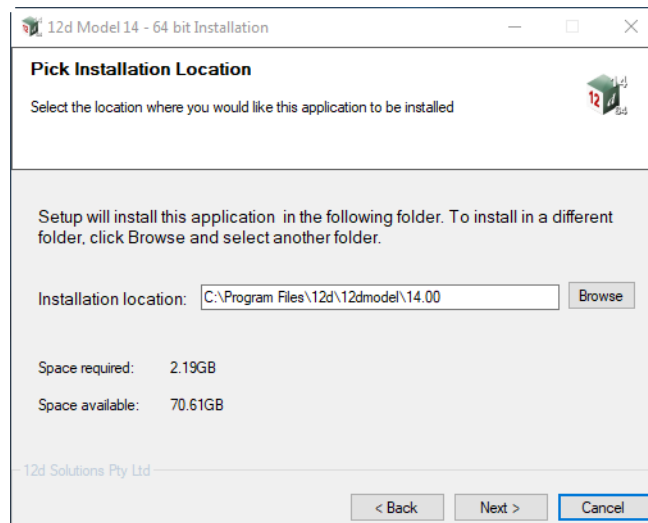 12d Model 14 - 64 bit Installation
Pick Installation Location
Select the location where you would like this application to be installed
14
12 d
64
Setup will install this application in the following folder. To install in a different
folder, click Browse and select another folder.
Installation location: C:\Program Files\12d\12dmodel\14.00 Browse
Space required: 2.19GB
Space available: 70.61GB
12d Solutions Pty Ltd
< Back Next > Cancel